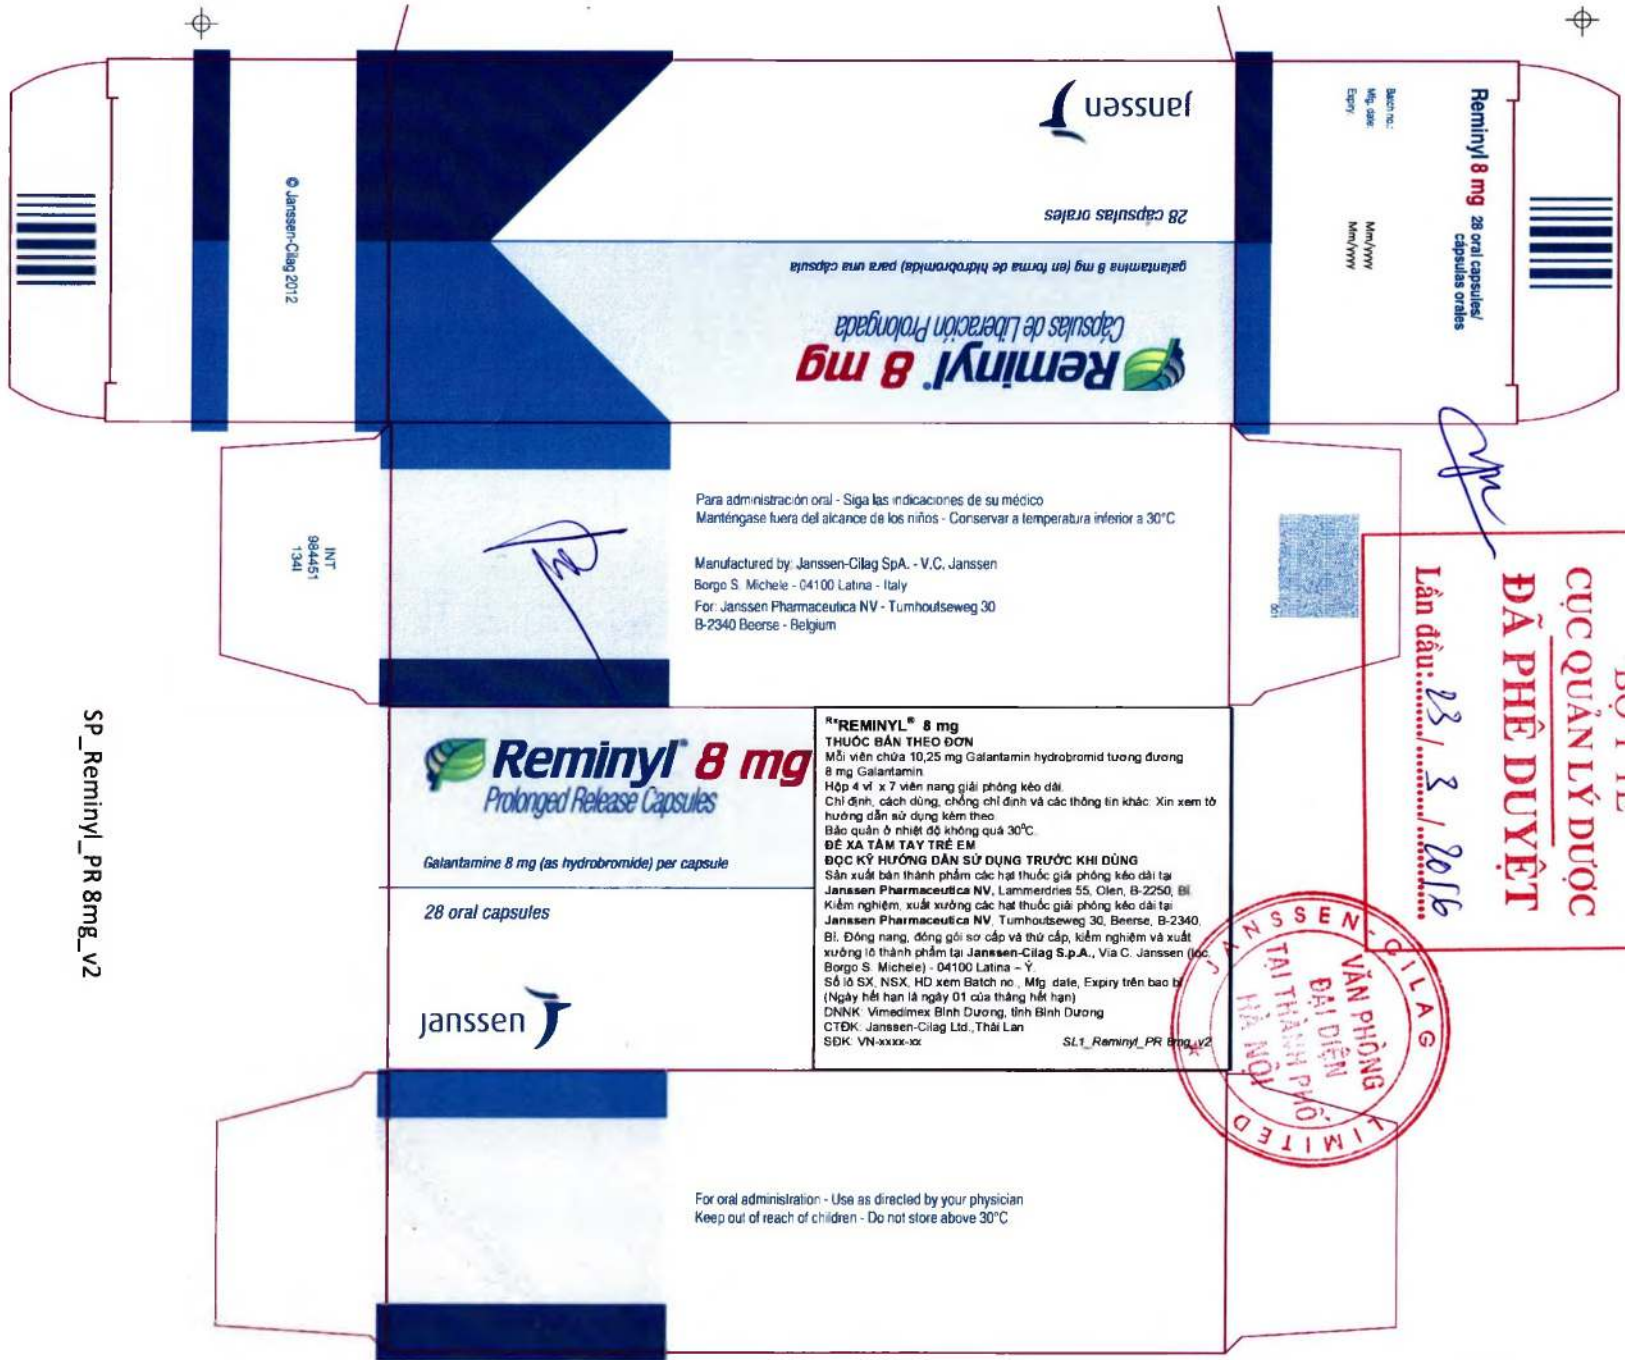 janssen
28 cápsulas orales
galantamina 8 mg (en forma de hidrobromida) para una cápsula
Cápsulas de Liberación Prolongada
Reminyl® 8 mg
© Janssen-Cilag 2012
Reminyl 8 mg 28 oral capsules/
cápsulas orales
Batch no.:
Mfg. date: Mm/yyyy
Expiry: Mm/yyyy
Para administración oral - Siga las indicaciones de su médico
Manténgase fuera del alcance de los niños - Conservar a temperatura inferior a 30°C
Manufactured by: Janssen-Cilag SpA. - V.C. Janssen
Borgo S. Michele - 04100 Latina - Italy
For: Janssen Pharmaceutica NV - Turnhoutseweg 30
B-2340 Beerse - Belgium
INT
984451
134I
001
CỤC QUẢN LÝ DƯỢC
ĐÃ PHÊ DUYỆT
Lần đầu: 23/ 3 / 2016
SP_Reminyl_PR 8mg_v2
Reminyl® 8 mg
Prolonged Release Capsules
Galantamine 8 mg (as hydrobromide) per capsule
28 oral capsules
janssen
RxREMINYL® 8 mg
THUỐC BÁN THEO ĐƠN
Mỗi viên chứa 10,25 mg Galantamin hydrobromid tương đương
8 mg Galantamin.
Hộp 4 vỉ x 7 viên nang giải phóng kéo dài.
Chỉ định, cách dùng, chống chỉ định và các thông tin khác: Xin xem tờ
hướng dẫn sử dụng kèm theo.
Bảo quản ở nhiệt độ không quá 30⁰C.
ĐỂ XA TẦM TAY TRẺ EM
ĐỌC KỸ HƯỚNG DẪN SỬ DỤNG TRƯỚC KHI DÙNG
Sản xuất bán thành phẩm các hạt thuốc giải phóng kéo dài tại
Janssen Pharmaceutica NV, Lammerdries 55, Olen, B-2250, Bỉ.
Kiểm nghiệm, xuất xưởng các hạt thuốc giải phóng kéo dài tại
Janssen Pharmaceutica NV, Turnhoutseweg 30, Beerse, B-2340,
Bỉ. Đóng nang, đóng gói sơ cấp và thứ cấp, kiểm nghiệm và xuất
xưởng lô thành phẩm tại Janssen-Cilag S.p.A., Via C. Janssen (loc.
Borgo S. Michele) - 04100 Latina – Ý.
Số lô SX, NSX, HD xem Batch no., Mfg. date, Expiry trên bao bì
(Ngày hết hạn là ngày 01 của tháng hết hạn)
DNNK: Vimedimex Bình Dương, tỉnh Bình Dương
CTĐK: Janssen-Cilag Ltd.,Thái Lan
SĐK: VN-xxxx-xx SL1_Reminyl_PR 8mg_v2
JANSSEN-CILAG LIMITED
VĂN PHÒNG
ĐẠI DIỆN
TẠI THÀNH PHỐ
HÀ NỘI
For oral administration - Use as directed by your physician
Keep out of reach of children - Do not store above 30°C